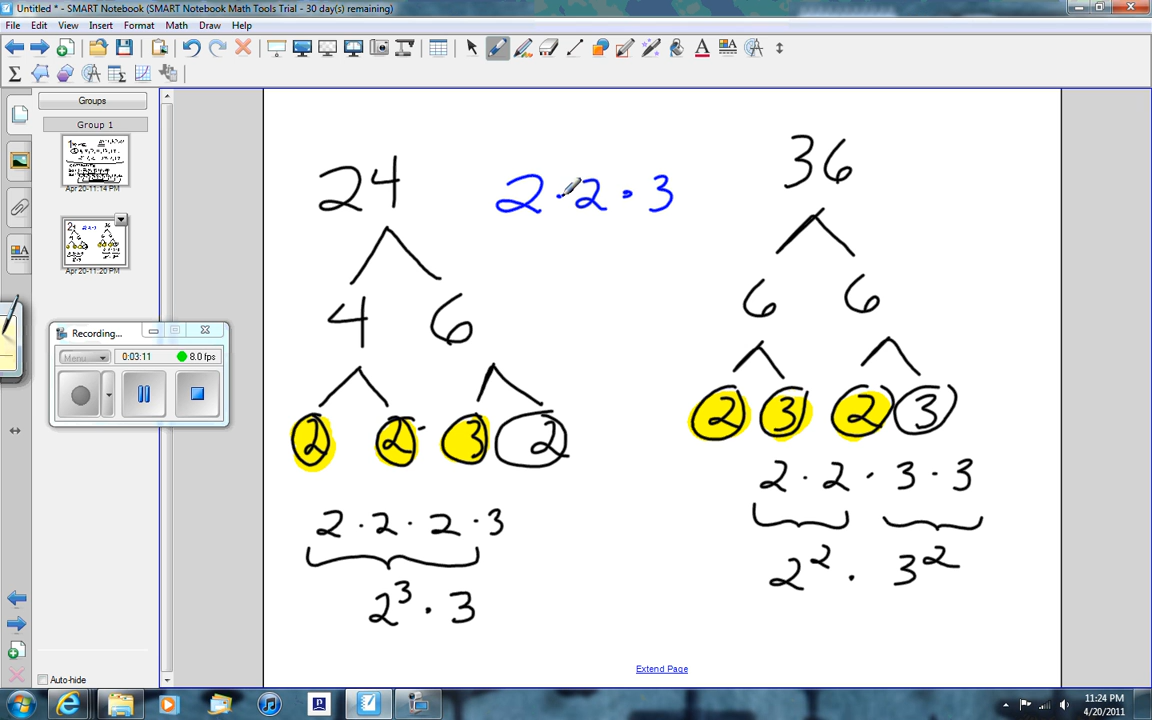 Untitled * - SMART Notebook (SMART Notebook Math Tools Trial - 30 day(s) remaining)
File Edit View Insert Format Math Draw Help
Groups
Group 1
Apr 20-11:14 PM
Apr 20-11:20 PM
Recording...
Menu
0:03:11 8.0 fps
24
2 · 2 · 3
36
4 6
6 6
2 2 3 2
2 3 2 3
2 · 2 · 2 · 3
2 · 2 · 3 · 3
2³ · 3
2² · 3²
Extend Page
Auto-hide
11:24 PM
4/20/2011